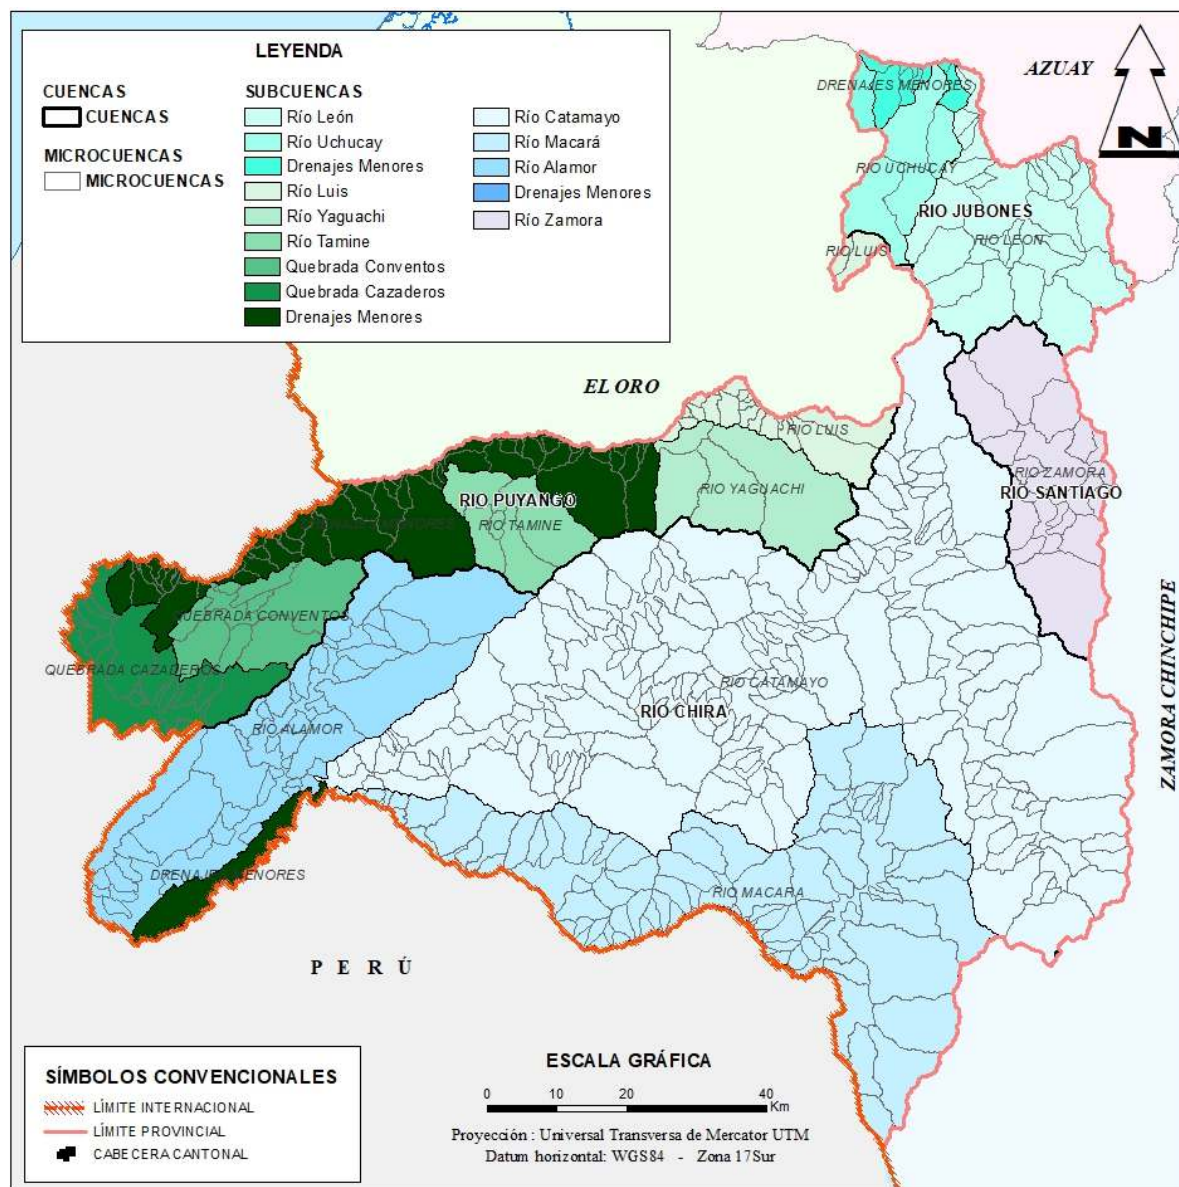 LEYENDA
CUENCAS
CUENCAS
MICROCUENCAS
MICROCUENCAS
SUBCUENCAS
Río León
Río Uchucay
Drenajes Menores
Río Luis
Río Yaguachi
Río Tamine
Quebrada Conventos
Quebrada Cazaderos
Drenajes Menores
Río Catamayo
Río Macará
Río Alamor
Drenajes Menores
Río Zamora
AZUAY
N
DRENAJES MENORES
RIO UCHUCAY
RIO JUBONES
RIO LEON
RIO LUIS
EL ORO
RIO LUIS
RIO ZAMORA
RIO SANTIAGO
RIO YAGUACHI
RIO PUYANGO
DRENAJES MENORES
RIO TAMINE
ZAMORA CHINCHIPE
QUEBRADA CONVENTOS
QUEBRADA CAZADEROS
RIO CATAMAYO
RIO CHIRA
RIO ALAMOR
DRENAJES MENORES
RIO MACARA
PERÚ
ESCALA GRÁFICA
0 10 20 40
Km
Proyección : Universal Transversa de Mercator UTM
Datum horizontal: WGS84 - Zona 17Sur
SÍMBOLOS CONVENCIONALES
LÍMITE INTERNACIONAL
LÍMITE PROVINCIAL
CABECERA CANTONAL